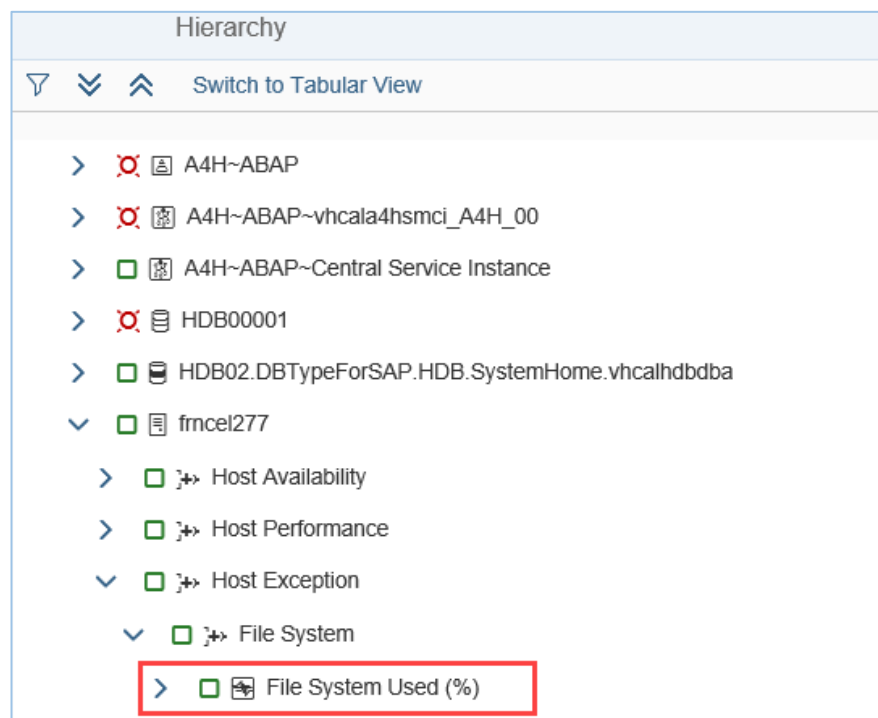 Hierarchy
Switch to Tabular View
A4H~ABAP
A4H~ABAP~vhcala4hsmci_A4H_00
A4H~ABAP~Central Service Instance
HDB00001
HDB02.DBTypeForSAP.HDB.SystemHome.vhcalhdbdba
frncel277
Host Availability
Host Performance
Host Exception
File System
File System Used (%)